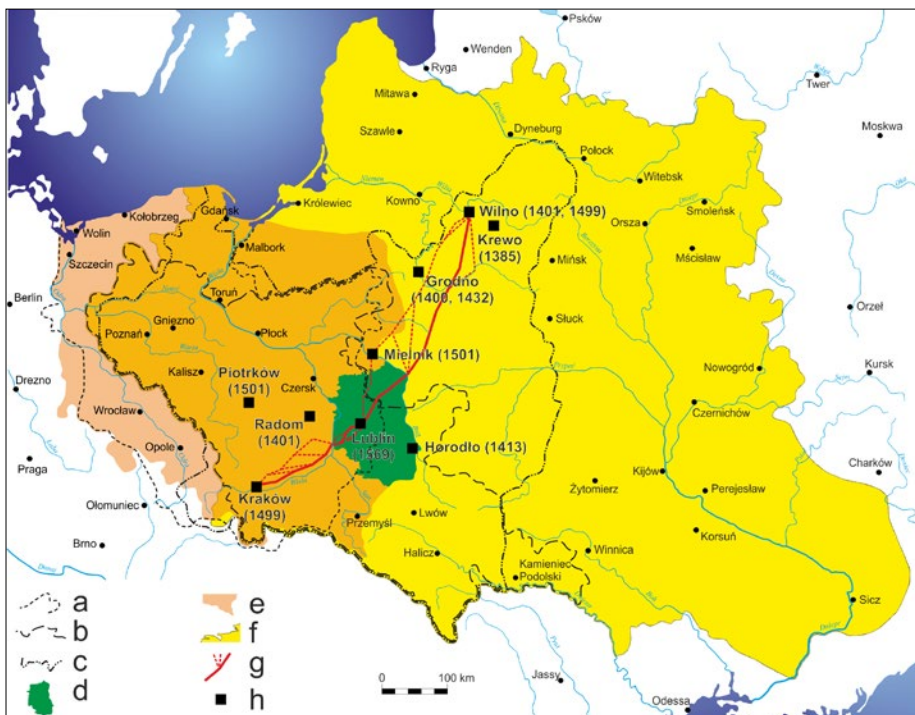 Psków
Wenden
Ryga
Twer
Mitawa
Szawle
Dyneburg
Moskwa
Połock
Witebsk
Kowno
Królewiec
Smoleńsk
Orsza
Kołobrzeg
Gdańsk
Wilno (1401, 1499)
Krewo
(1385)
Wolin
Malbork
Mścisław
Szczecin
Mińsk
Grodno
(1400, 1432)
Toruń
Berlin
Orzeł
Słuck
Gniezno
Poznań
Płock
Mielnik (1501)
Nowogród
Kursk
Kalisz
Czersk
Drezno
Piotrków
(1501)
Wrocław
Czernichów
Radom
(1401)
Lublin
(1569)
Horodło (1413)
Opole
Praga
Kijów
Charków
Żytomierz
Perejesław
Kraków
(1499)
Ołomuniec
Przemyśl
Lwów
Korsuń
Brno
Halicz
Winnica
Kamieniec
Podolski
Sicz
a
b
c
d
e
f
g
h
0
100 km
Jassy
Odessa